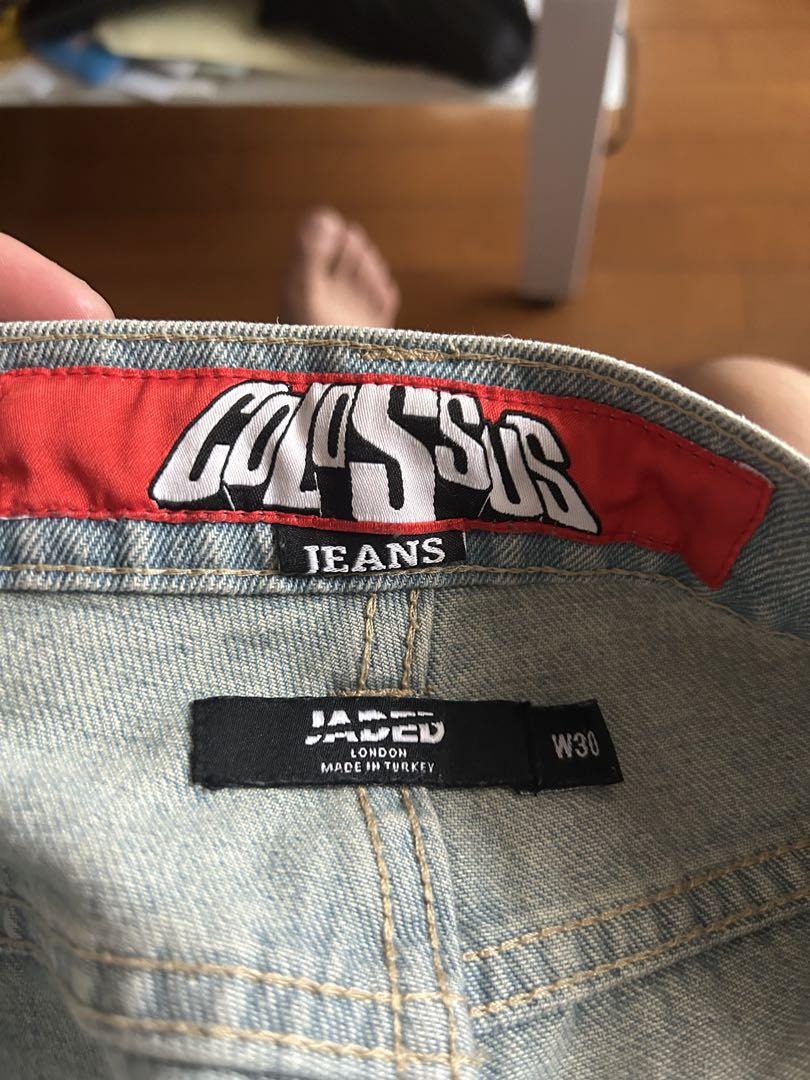 COLOSSUS
JEANS
JADED
LONDON
MADE IN TURKEY
W30